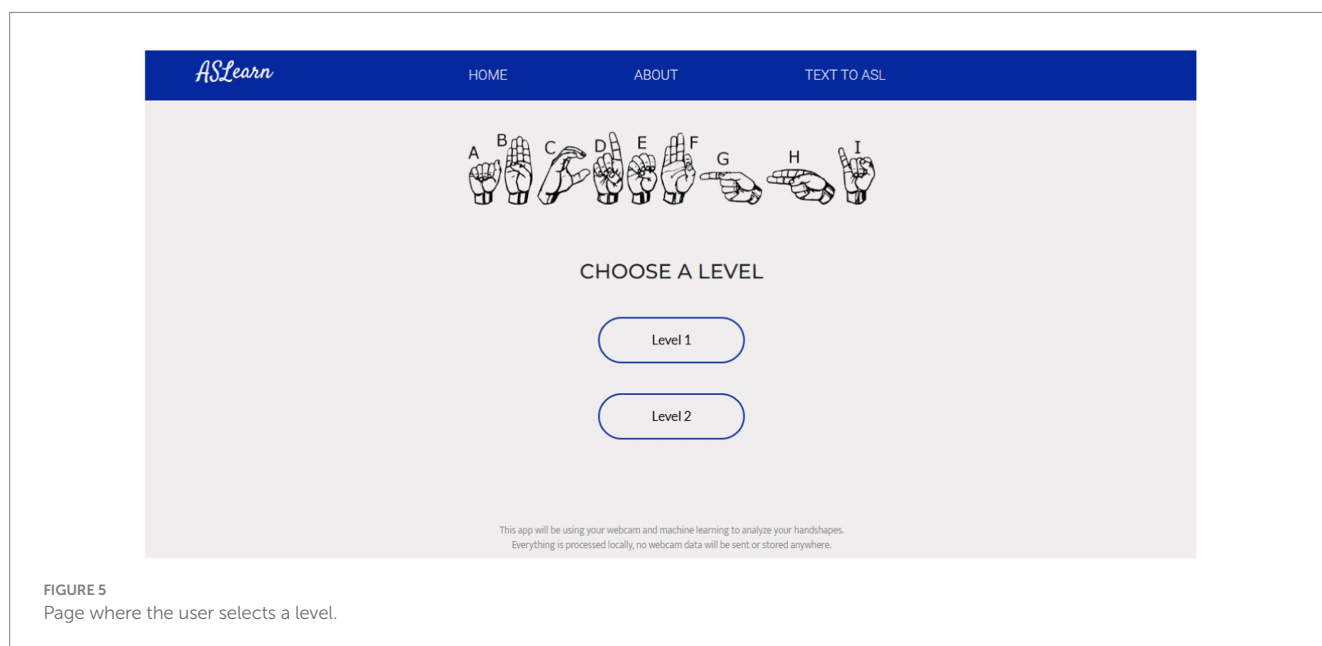 ASLearn HOME ABOUT TEXT TO ASL
A B C D E F G H I
CHOOSE A LEVEL
Level 1
Level 2
This app will be using your webcam and machine learning to analyze your handshapes.
Everything is processed locally, no webcam data will be sent or stored anywhere.
FIGURE 5
Page where the user selects a level.